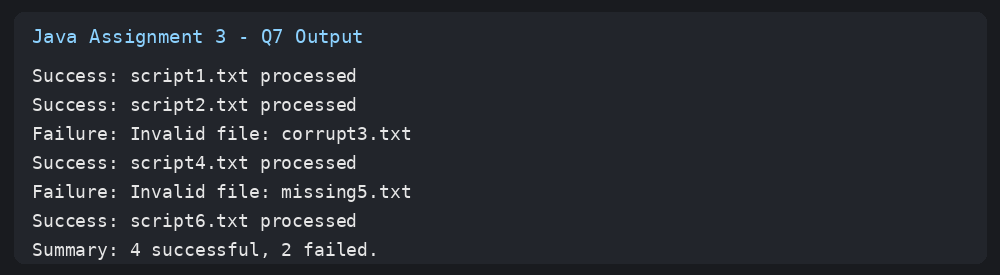 Java Assignment 3 - Q7 Output
Success: script1.txt processed
Success: script2.txt processed
Failure: Invalid file: corrupt3.txt
Success: script4.txt processed
Failure: Invalid file: missing5.txt
Success: script6.txt processed
Summary: 4 successful, 2 failed.